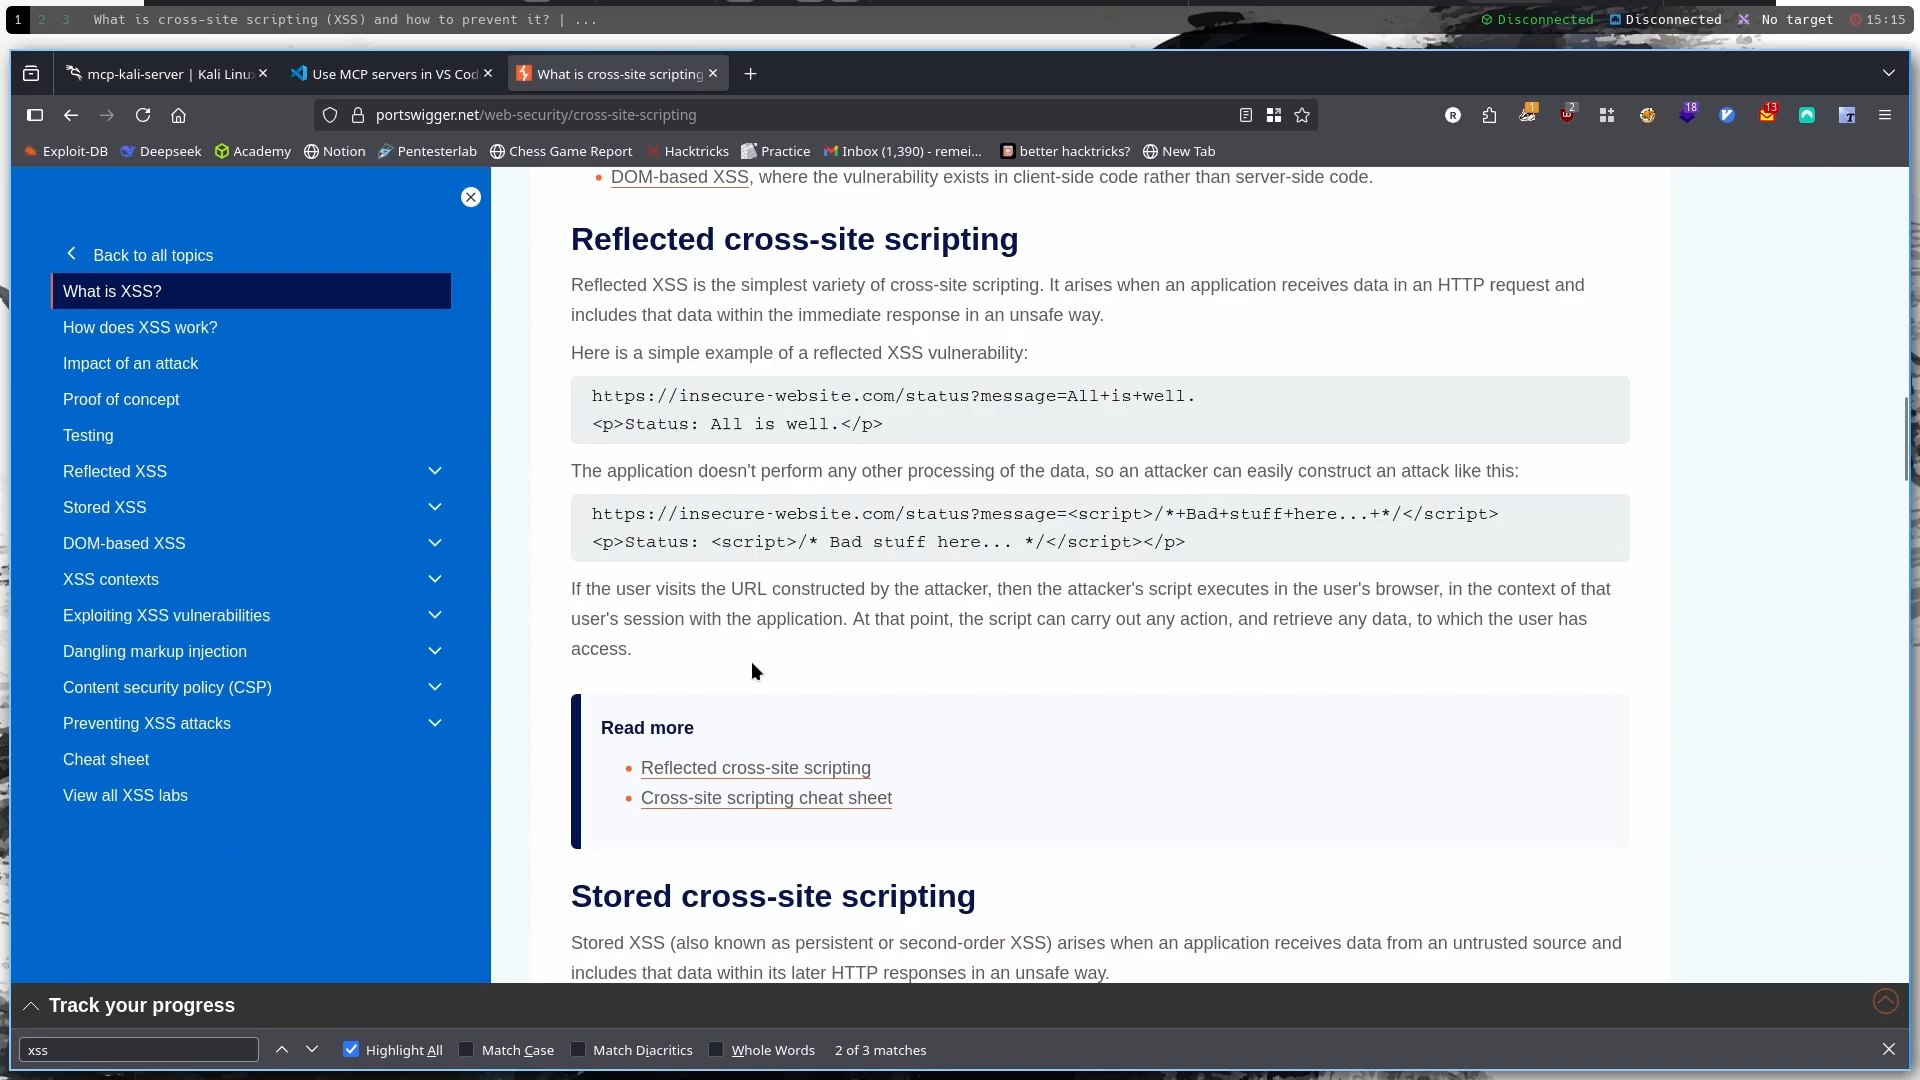 1 2 3 What is cross-site scripting (XSS) and how to prevent it? | ... Disconnected Disconnected No target 15:15
mcp-kali-server | Kali Linu Use MCP servers in VS Cod What is cross-site scripting
portswigger.net/web-security/cross-site-scripting R 1 2 18 13 T
Exploit-DB Deepseek Academy Notion Pentesterlab Chess Game Report Hacktricks Practice Inbox (1,390) - remei... better hacktricks? New Tab
Back to all topics
What is XSS?
How does XSS work?
Impact of an attack
Proof of concept
Testing
Reflected XSS
Stored XSS
DOM-based XSS
XSS contexts
Exploiting XSS vulnerabilities
Dangling markup injection
Content security policy (CSP)
Preventing XSS attacks
Cheat sheet
View all XSS labs
DOM-based XSS, where the vulnerability exists in client-side code rather than server-side code.
Reflected cross-site scripting
Reflected XSS is the simplest variety of cross-site scripting. It arises when an application receives data in an HTTP request and
includes that data within the immediate response in an unsafe way.
Here is a simple example of a reflected XSS vulnerability:
https://insecure-website.com/status?message=All+is+well.
<p>Status: All is well.</p>
The application doesn't perform any other processing of the data, so an attacker can easily construct an attack like this:
https://insecure-website.com/status?message=<script>/*+Bad+stuff+here...+*/</script>
<p>Status: <script>/* Bad stuff here... */</script></p>
If the user visits the URL constructed by the attacker, then the attacker's script executes in the user's browser, in the context of that
user's session with the application. At that point, the script can carry out any action, and retrieve any data, to which the user has
access.
Read more
Reflected cross-site scripting
Cross-site scripting cheat sheet
Stored cross-site scripting
Stored XSS (also known as persistent or second-order XSS) arises when an application receives data from an untrusted source and
includes that data within its later HTTP responses in an unsafe way.
Track your progress
xss Highlight All Match Case Match Diacritics Whole Words 2 of 3 matches